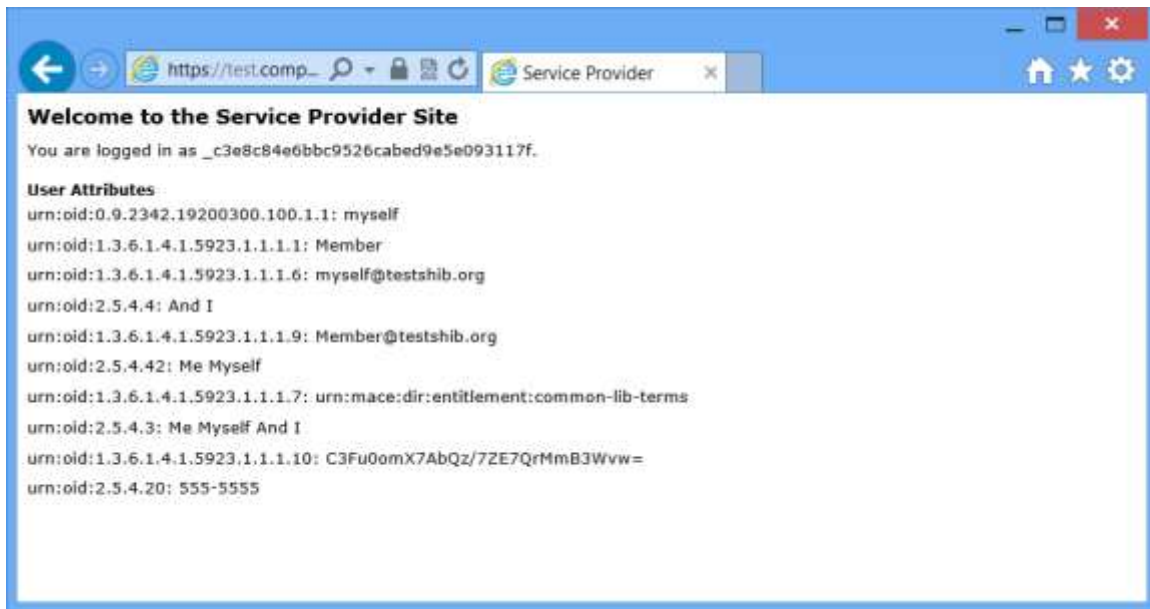 https://test.comp...
Service Provider
Welcome to the Service Provider Site
You are logged in as _c3e8c84e6bbc9526cabed9e5e093117f.
User Attributes
urn:oid:0.9.2342.19200300.100.1.1: myself
urn:oid:1.3.6.1.4.1.5923.1.1.1.1: Member
urn:oid:1.3.6.1.4.1.5923.1.1.1.6: myself@testshib.org
urn:oid:2.5.4.4: And I
urn:oid:1.3.6.1.4.1.5923.1.1.1.9: Member@testshib.org
urn:oid:2.5.4.42: Me Myself
urn:oid:1.3.6.1.4.1.5923.1.1.1.7: urn:mace:dir:entitlement:common-lib-terms
urn:oid:2.5.4.3: Me Myself And I
urn:oid:1.3.6.1.4.1.5923.1.1.1.10: C3Fu0omX7AbQz/7ZE7QrMmB3Wvw=
urn:oid:2.5.4.20: 555-5555